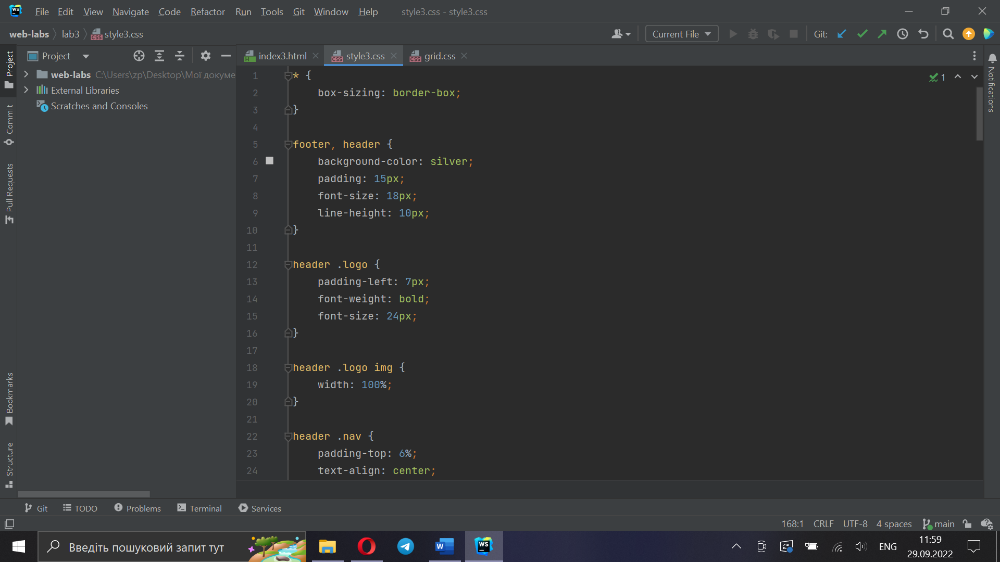 WS File Edit View Navigate Code Refactor Run Tools Git Window Help style3.css - style3.css
web-labs lab3 CSS style3.css Current File Git:
Project
H index3.html CSS style3.css CSS grid.css
web-labs C:\Users\zp\Desktop\Мої докуме
External Libraries
Scratches and Consoles
Project
Commit
Pull Requests
Bookmarks
Structure
Notifications
1
1 * {
2 box-sizing: border-box;
3 }
4
5 footer, header {
6 background-color: silver;
7 padding: 15px;
8 font-size: 18px;
9 line-height: 10px;
10 }
11
12 header .logo {
13 padding-left: 7px;
14 font-weight: bold;
15 font-size: 24px;
16 }
17
18 header .logo img {
19 width: 100%;
20 }
21
22 header .nav {
23 padding-top: 6%;
24 text-align: center;
Git TODO Problems Terminal Services
168:1 CRLF UTF-8 4 spaces main
Введіть пошуковий запит тут W WS ENG 11:59
29.09.2022